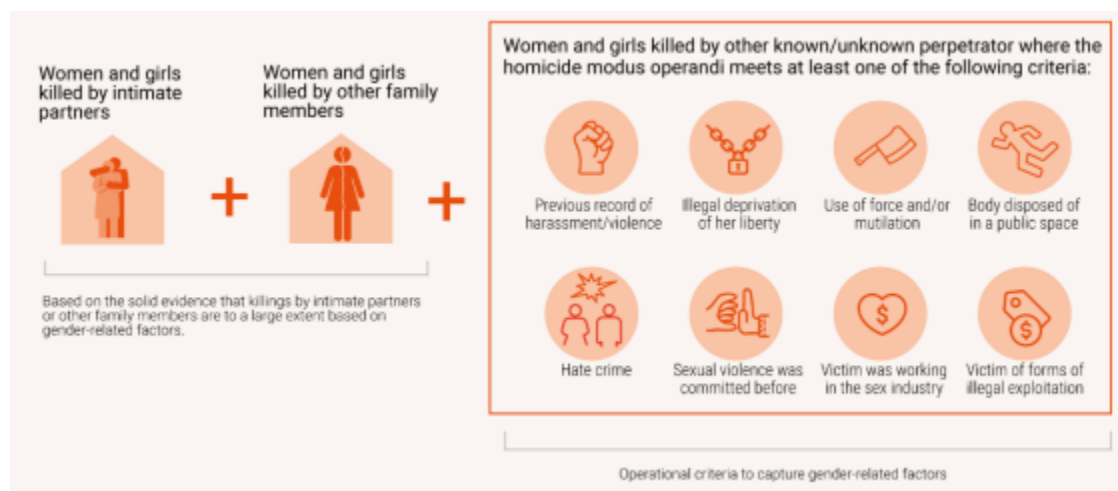 Women and girls
killed by intimate
partners
Women and girls
killed by other family
members
Based on the solid evidence that killings by intimate partners
or other family members are to a large extent based on
gender-related factors.
Women and girls killed by other known/unknown perpetrator where the
homicide modus operandi meets at least one of the following criteria:
Previous record of
harassment/violence
Illegal deprivation
of her liberty
Use of force and/or
mutilation
Body disposed of
in a public space
Hate crime
Sexual violence was
committed before
Victim was working
in the sex industry
Victim of forms of
illegal exploitation
Operational criteria to capture gender-related factors